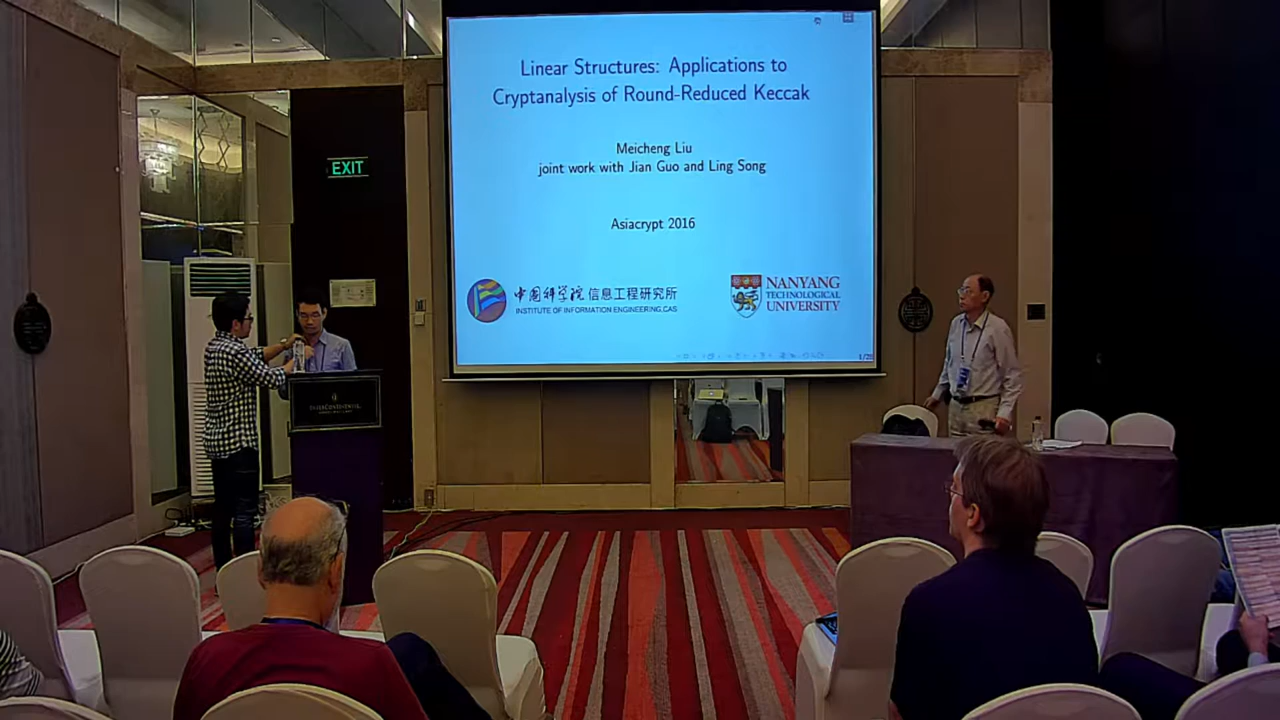 Linear Structures: Applications to
Cryptanalysis of Round-Reduced Keccak
Meicheng Liu
joint work with Jian Guo and Ling Song
Asiacrypt 2016
中国科学院 信息工程研究所
INSTITUTE OF INFORMATION ENGINEERING,CAS
NANYANG
TECHNOLOGICAL
UNIVERSITY
EXIT
INTERCONTINENTAL